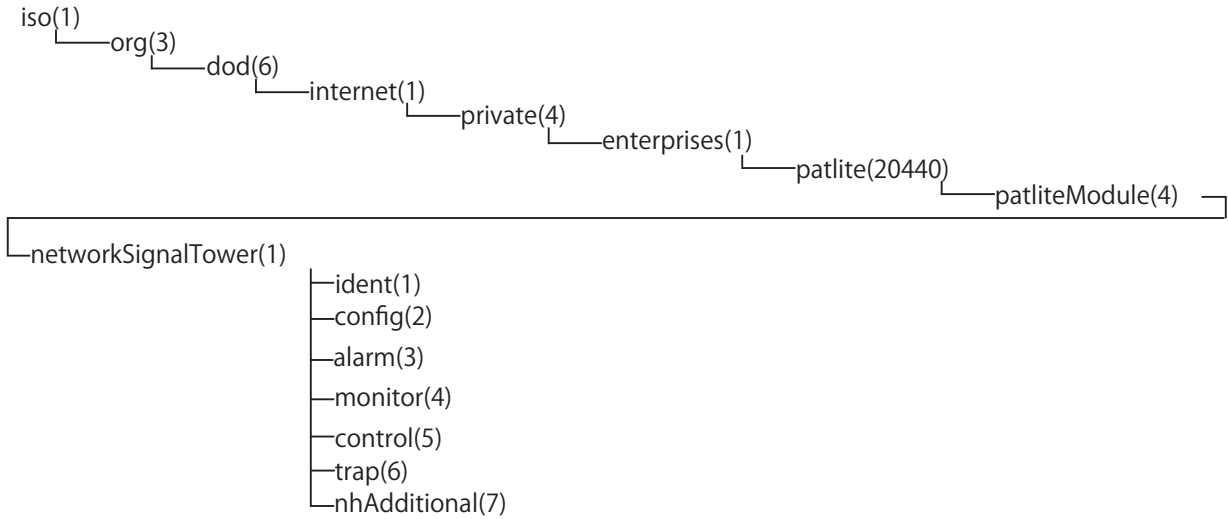 iso(1)
org(3)
dod(6)
internet(1)
private(4)
enterprises(1)
patlite(20440)
patliteModule(4)
networkSignalTower(1)
ident(1)
config(2)
alarm(3)
monitor(4)
control(5)
trap(6)
nhAdditional(7)